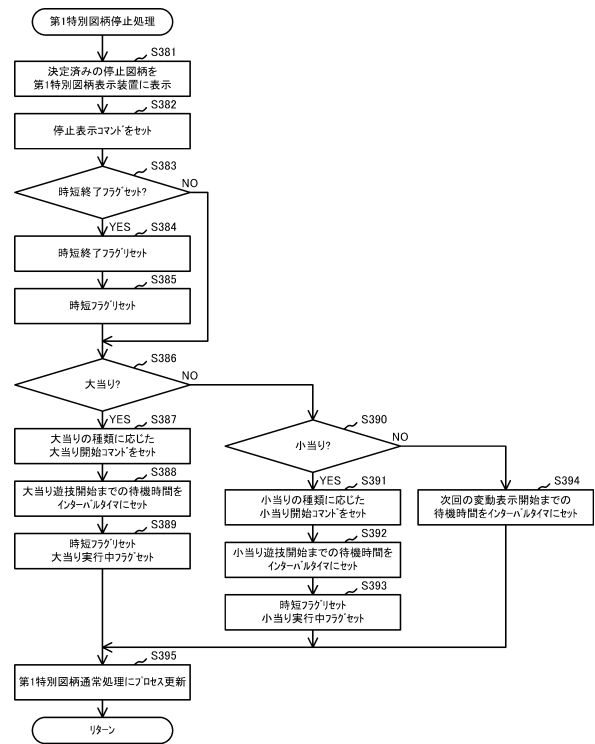 第1特別図柄停止処理
S381
決定済みの停止図柄を
第1特別図柄表示装置に表示
S382
停止表示コマンドをセット
S383
時短終了フラグセット?
NO
YES
S384
時短終了フラグリセット
S385
時短フラグリセット
S386
大当り?
NO
YES
S387
大当りの種類に応じた
大当り開始コマンドをセット
S388
大当り遊技開始までの待機時間を
インターバルタイマにセット
S389
時短フラグリセット
大当り実行中フラグセット
S390
小当り?
NO
YES
S391
小当りの種類に応じた
小当り開始コマンドをセット
S392
小当り遊技開始までの待機時間を
インターバルタイマにセット
S393
時短フラグリセット
小当り実行中フラグセット
S394
次回の変動表示開始までの
待機時間をインターバルタイマにセット
S395
第1特別図柄通常処理にプロセス更新
リターン